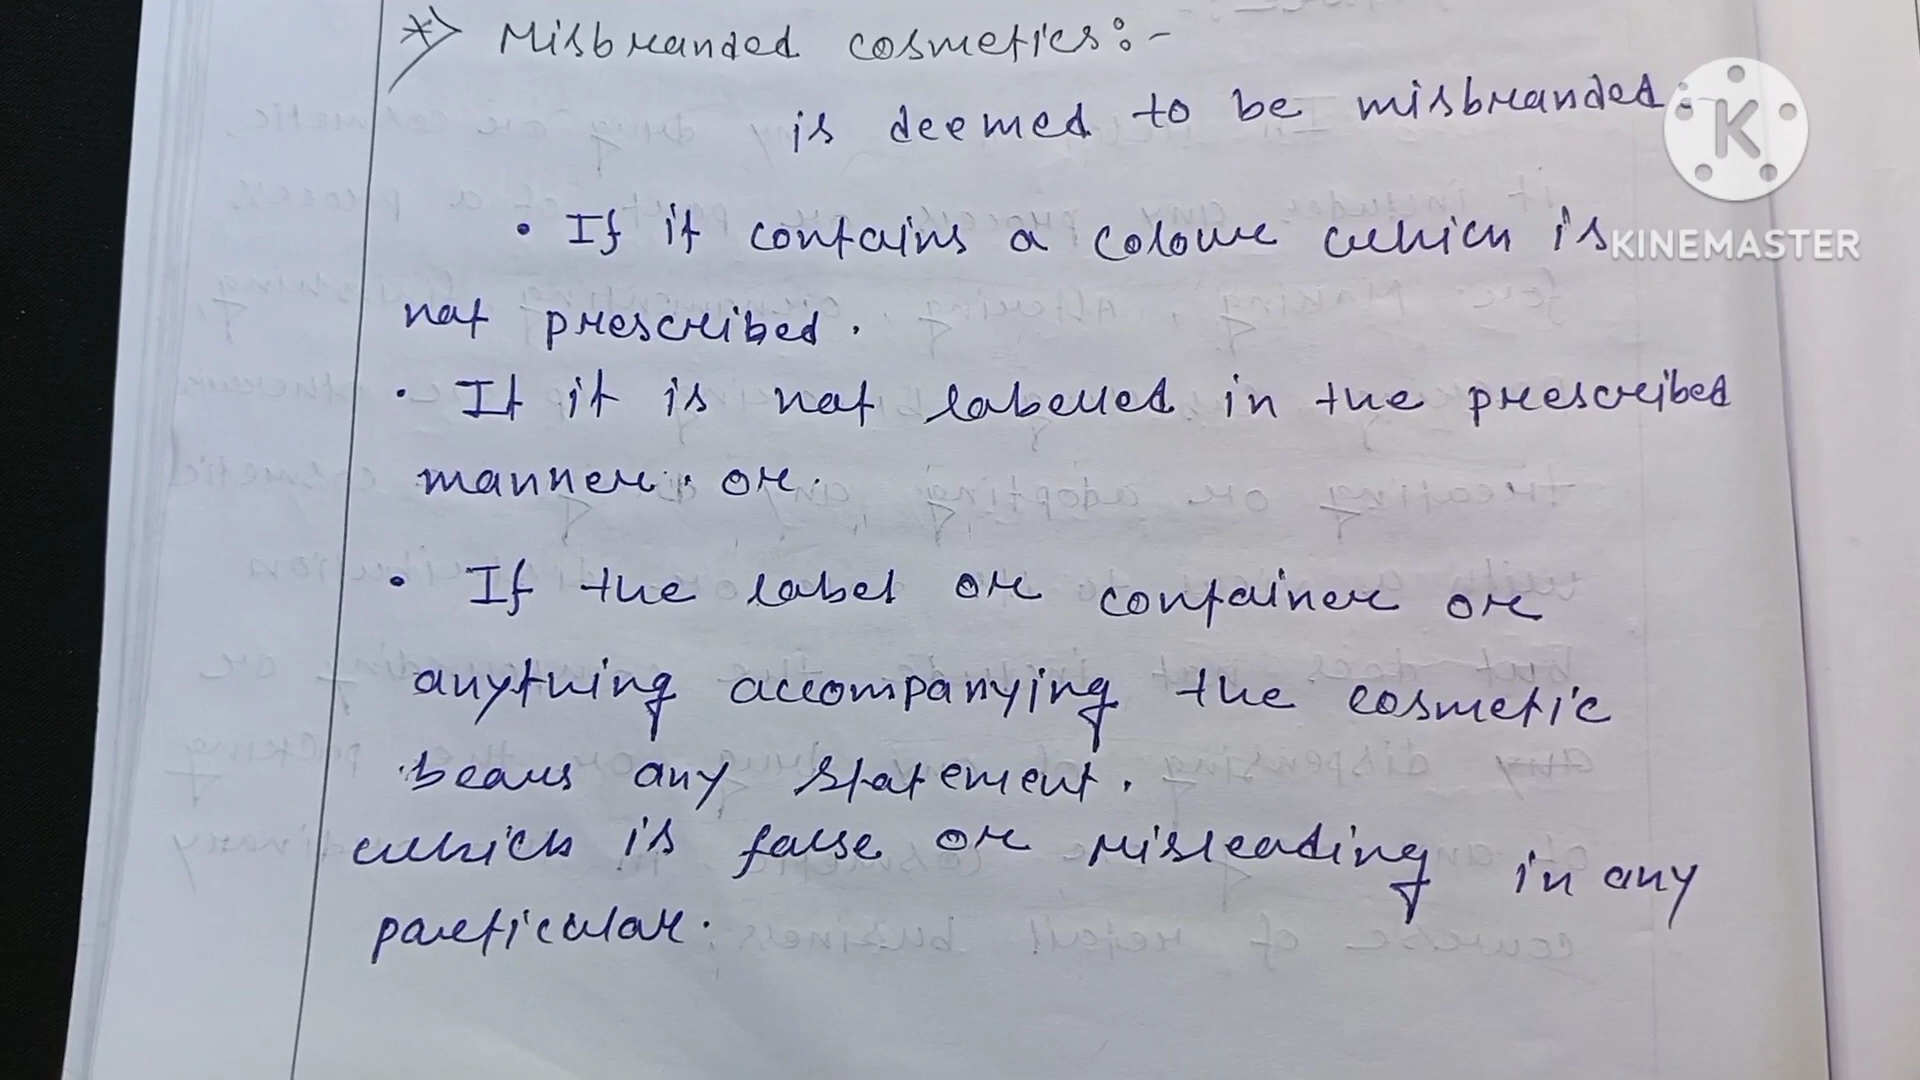 *> Misbranded cosmetics:-
is deemed to be misbranded:-
• If it contains a colour which is
not prescribed.
• If it is not labelled in the prescribed
manner. or.
• If the label or container or
anything accompanying the cosmetic
bears any statement.
which is false or misleading in any
particular.
K
KINEMASTER